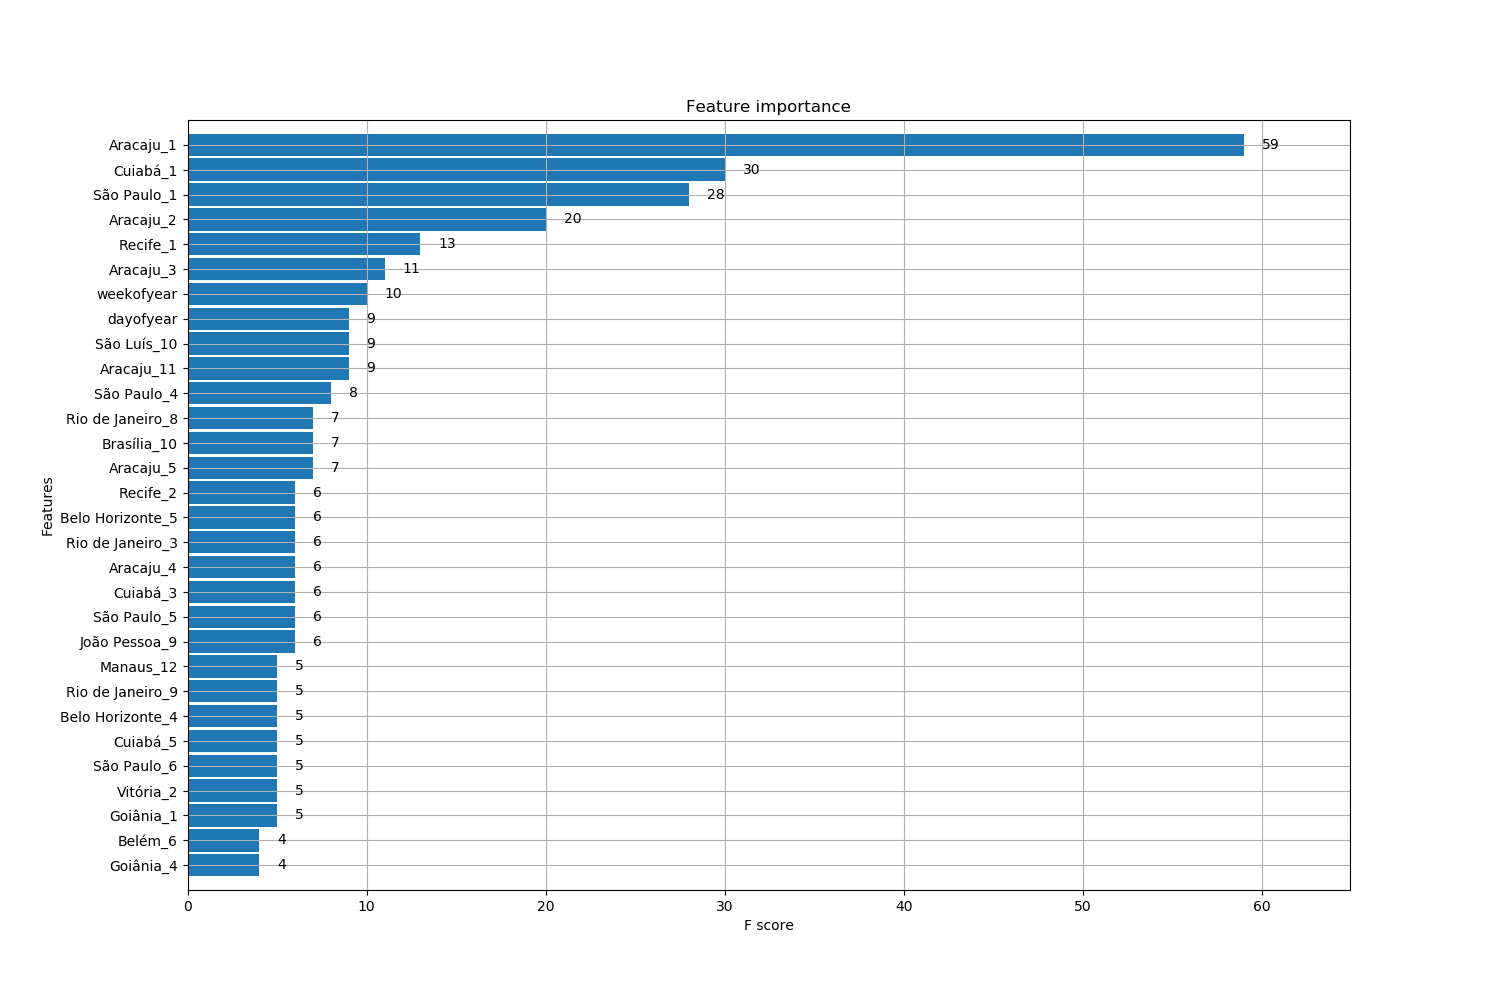 Feature importance
Aracaju_1 59
Cuiabá_1 30
São Paulo_1 28
Aracaju_2 20
Recife_1 13
Aracaju_3 11
weekofyear 10
dayofyear 9
São Luís_10 9
Aracaju_11 9
São Paulo_4 8
Rio de Janeiro_8 7
Brasília_10 7
Aracaju_5 7
Recife_2 6
Belo Horizonte_5 6
Rio de Janeiro_3 6
Aracaju_4 6
Cuiabá_3 6
São Paulo_5 6
João Pessoa_9 6
Manaus_12 5
Rio de Janeiro_9 5
Belo Horizonte_4 5
Cuiabá_5 5
São Paulo_6 5
Vitória_2 5
Goiânia_1 5
Belém_6 4
Goiânia_4 4
Features
0 10 20 30 40 50 60
F score